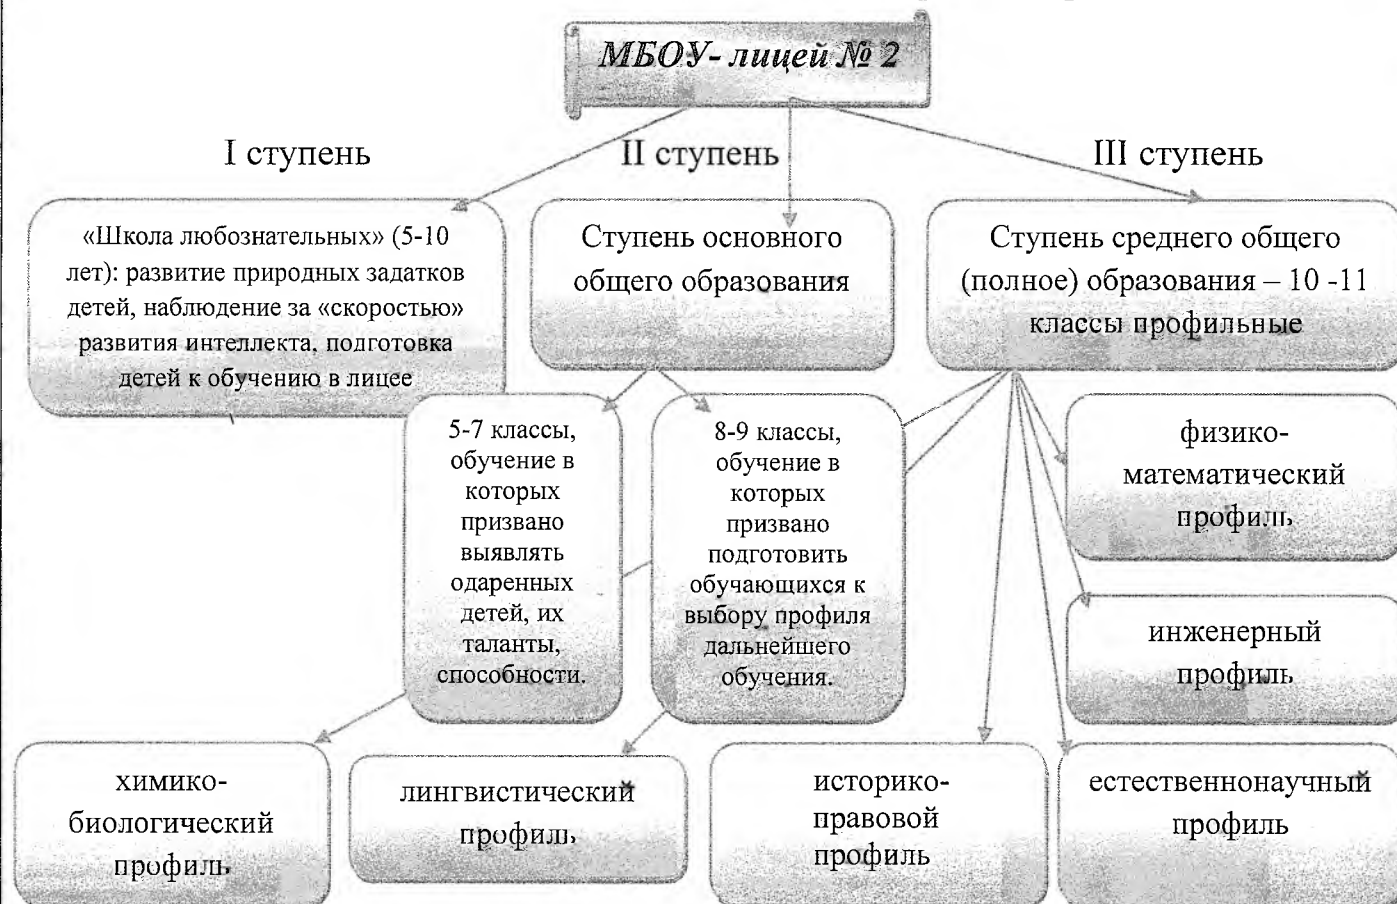 МБОУ- лицей № 2
I ступень
II ступень
III ступень
«Школа любознательных» (5-10
лет): развитие природных задатков
детей, наблюдение за «скоростью»
развития интеллекта, подготовка
детей к обучению в лицее
Ступень основного
общего образования
Ступень среднего общего
(полное) образования – 10 -11
классы профильные
5-7 классы,
обучение в
которых
призвано
выявлять
одаренных
детей, их
таланты,
способности.
8-9 классы,
обучение в
которых
призвано
подготовить
обучающихся к
выбору профиля
дальнейшего
обучения.
физико-
математический
профиль
инженерный
профиль
химико-
биологический
профиль
лингвистический
профиль
историко-
правовой
профиль
естественнонаучный
профиль